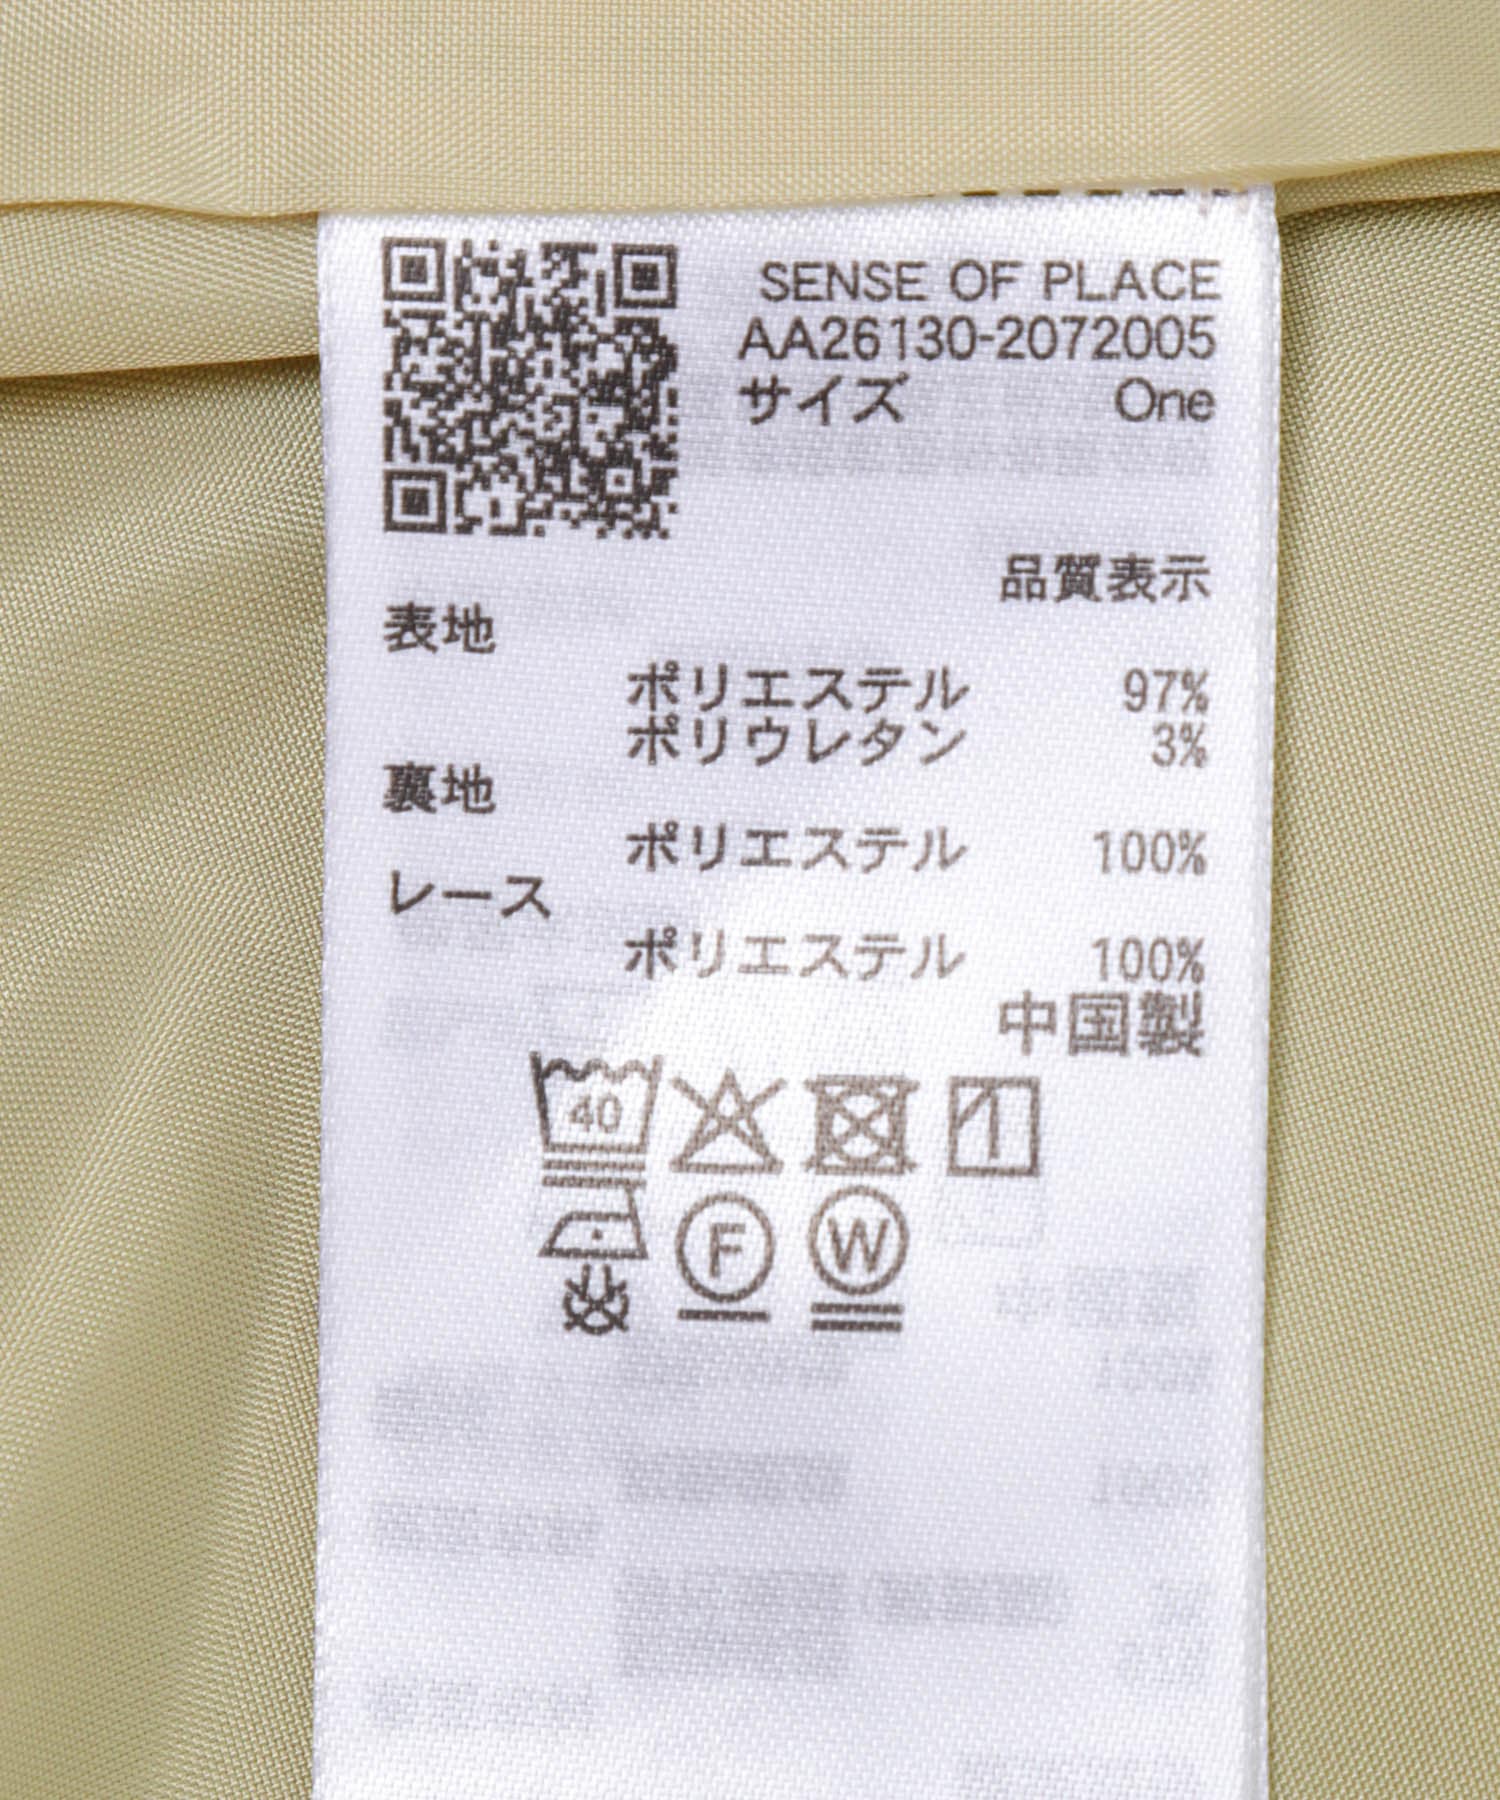 SENSE OF PLACE
AA26130-2072005
サイズ One
品質表示
表地
ポリエステル 97%
ポリウレタン 3%
裏地
ポリエステル 100%
レース
ポリエステル 100%
中国製
40
F W